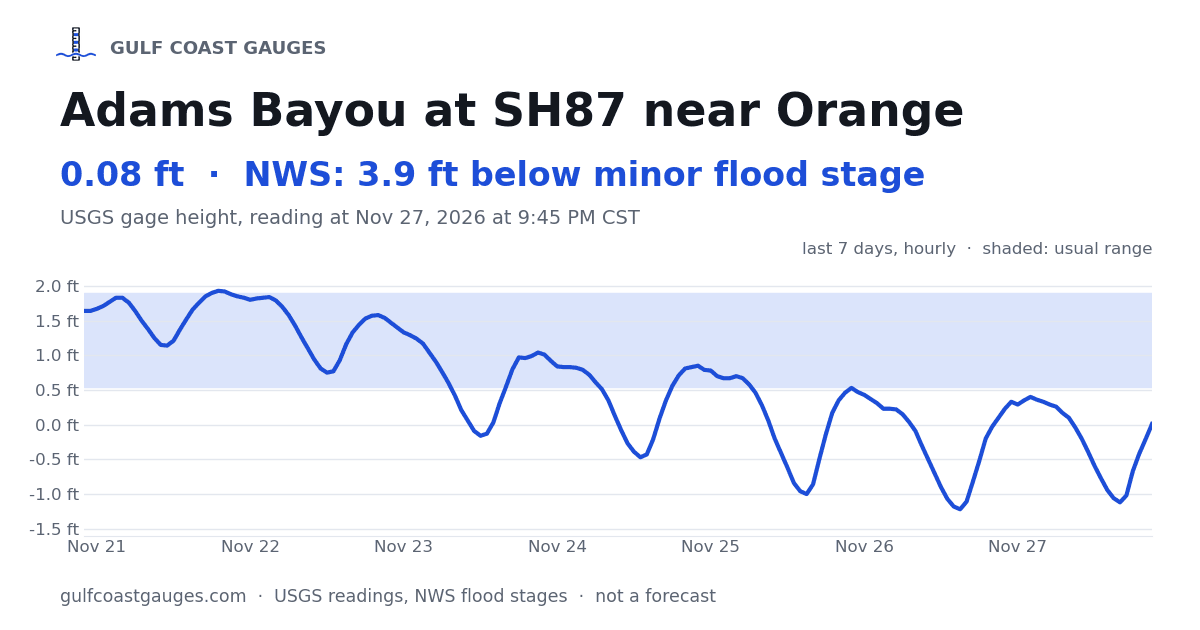 GULF COAST GAUGES
Adams Bayou at SH87 near Orange
0.08 ft · NWS: 3.9 ft below minor flood stage
USGS gage height, reading at Nov 27, 2026 at 9:45 PM CST
last 7 days, hourly · shaded: usual range
2.0 ft
1.5 ft
1.0 ft
0.5 ft
0.0 ft
-0.5 ft
-1.0 ft
-1.5 ft
Nov 21 Nov 22 Nov 23 Nov 24 Nov 25 Nov 26 Nov 27
gulfcoastgauges.com · USGS readings, NWS flood stages · not a forecast